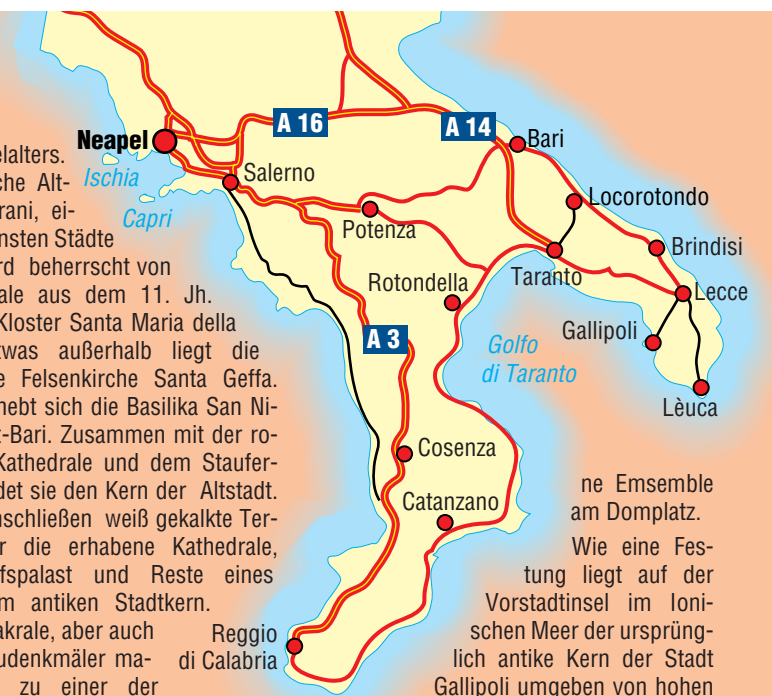 A 16
A 14
Neapel
Bari
Ischia
Salerno
Capri
Locorotondo
Potenza
Brindisi
Taranto
Rotondella
Lecce
A 3
Gallipoli
Golfo
di Taranto
Lèuca
Cosenza
Catanzano
Reggio
di Calabria
elalters.
che Alt-
rani, ei-
nsten Städte
rd beherrscht von
ale aus dem 11. Jh.
Kloster Santa Maria della
twas außerhalb liegt die
e Felsenkirche Santa Geffa.
hebt sich die Basilika San Ni-
t-Bari. Zusammen mit der ro-
Kathedrale und dem Staufer-
det sie den Kern der Altstadt.
nschließen weiß gekalkte Ter-
r die erhabene Kathedrale,
fspalast und Reste eines
m antiken Stadtkern.
akrale, aber auch
udenkmäler ma-
zu einer der
ne Emsemble
am Domplatz.
Wie eine Fes-
tung liegt auf der
Vorstadtinsel im Ioni-
schen Meer der ursprüng-
lich antike Kern der Stadt
Gallipoli umgeben von hohen